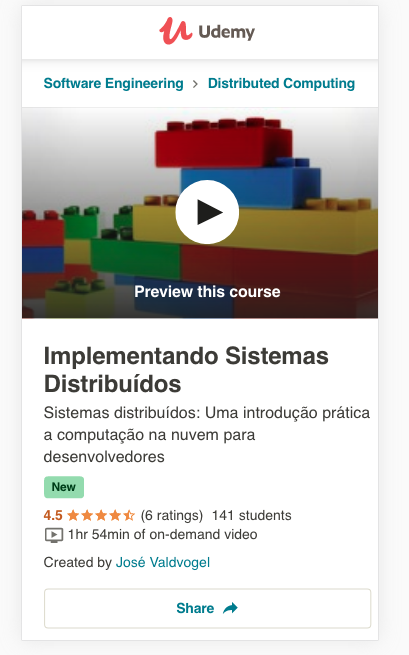 Udemy
Software Engineering > Distributed Computing
Preview this course
Implementando Sistemas
Distribuídos
Sistemas distribuídos: Uma introdução prática
a computação na nuvem para
desenvolvedores
New
4.5 (6 ratings) 141 students
1hr 54min of on-demand video
Created by José Valdvogel
Share